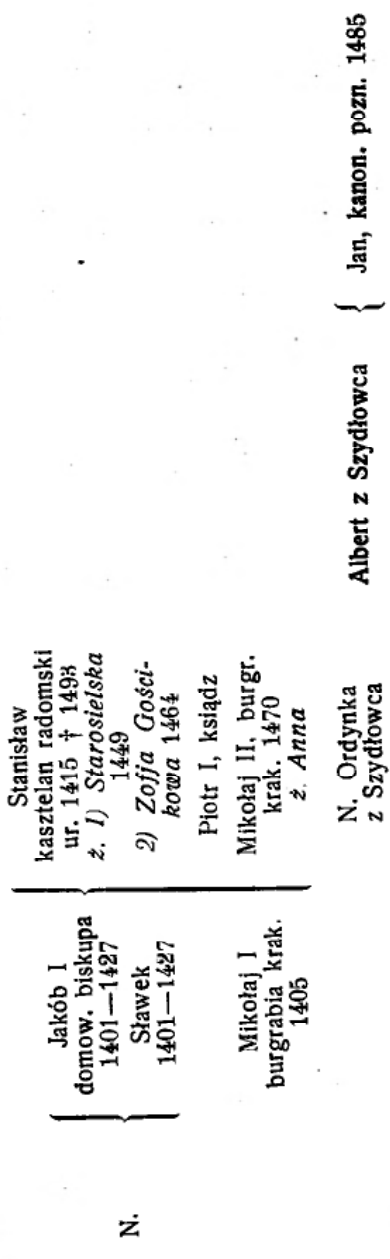 N.
Jakób I
domow. biskupa
1401—1427
Sławek
1401—1427
Mikołaj I
burgrabia krak.
1405
Stanisław
kasztelan radomski
ur. 1415 † 1493
ż. 1) Starosielska
1449
2) Zofja Gości-
kowa 1464
Piotr I, ksiądz
Mikołaj II, burgr.
krak. 1470
ż. Anna
N. Ordynka
z Szydłowca
Albert z Szydłowca
Jan, kanon. pozn. 1485